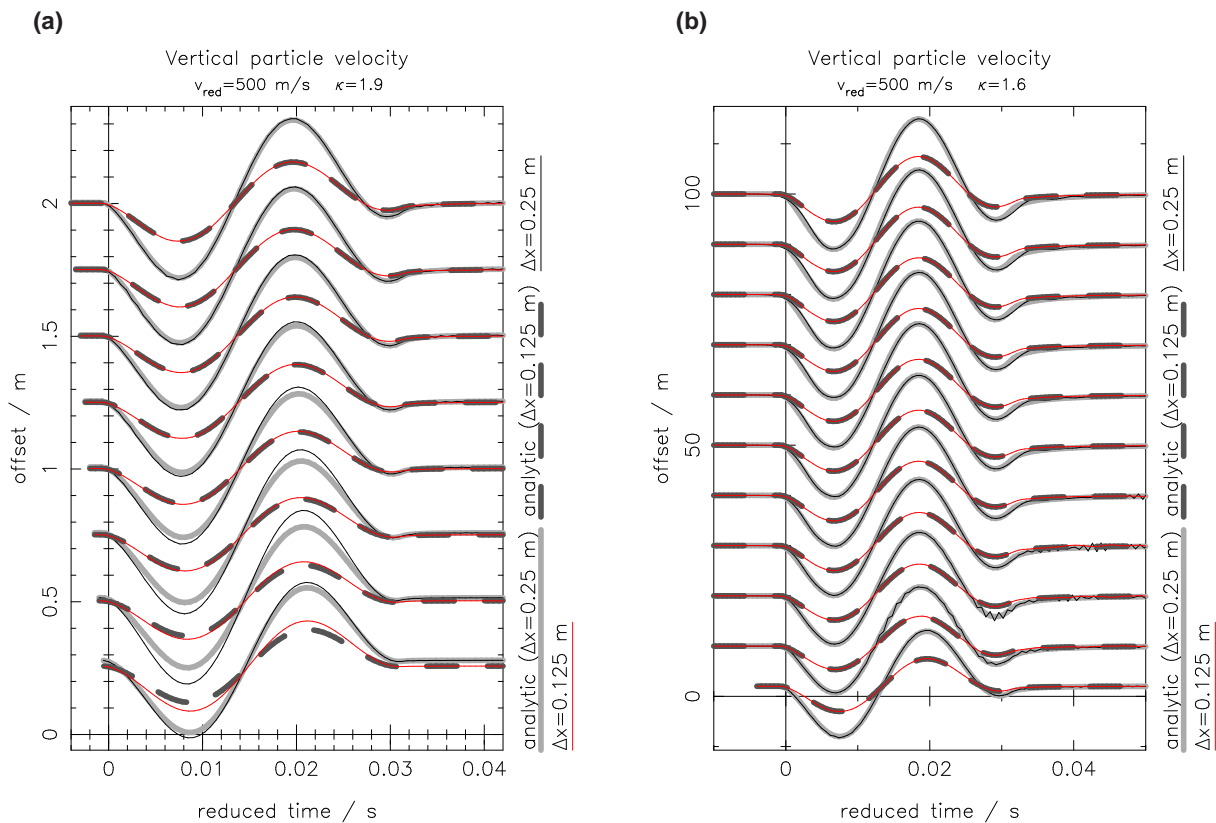 (a)
Vertical particle velocity
v_red=500 m/s κ=1.9
offset / m
2
1.5
1
0.5
0
0 0.01 0.02 0.03 0.04
reduced time / s
analytic (Δx=0.25 m) analytic (Δx=0.125 m) Δx=0.25 m
Δx=0.125 m
(b)
Vertical particle velocity
v_red=500 m/s κ=1.6
offset / m
100
50
0
0 0.02 0.04
reduced time / s
analytic (Δx=0.25 m) analytic (Δx=0.125 m) Δx=0.25 m
Δx=0.125 m